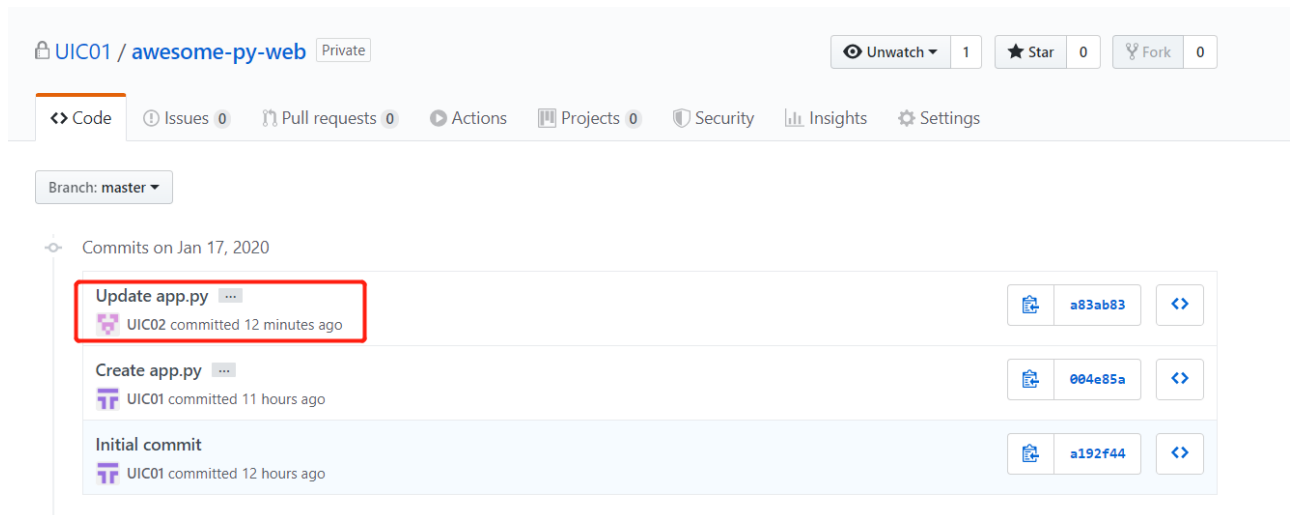 UIC01 / awesome-py-web Private
Unwatch 1 Star 0 Fork 0
Code Issues 0 Pull requests 0 Actions Projects 0 Security Insights Settings
Branch: master
Commits on Jan 17, 2020
Update app.py ...
UIC02 committed 12 minutes ago
a83ab83
Create app.py ...
UIC01 committed 11 hours ago
004e85a
Initial commit
UIC01 committed 12 hours ago
a192f44